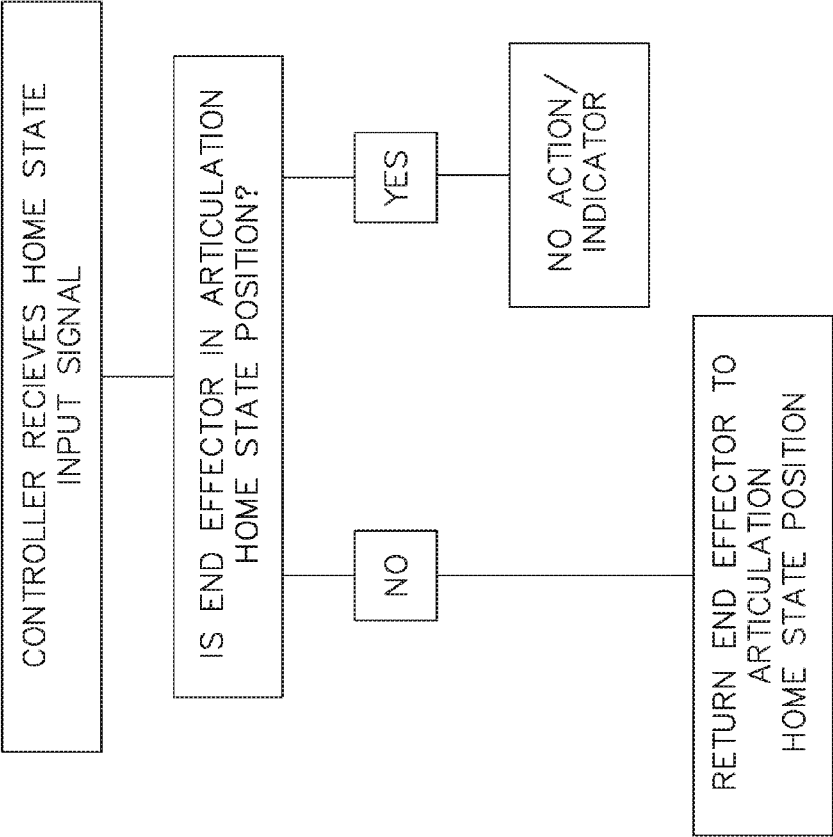 CONTROLLER RECIEVES HOME STATE
INPUT SIGNAL
IS END EFFECTOR IN ARTICULATION
HOME STATE POSITION?
NO
YES
NO ACTION/
INDICATOR
RETURN END EFFECTOR TO
ARTICULATION
HOME STATE POSITION